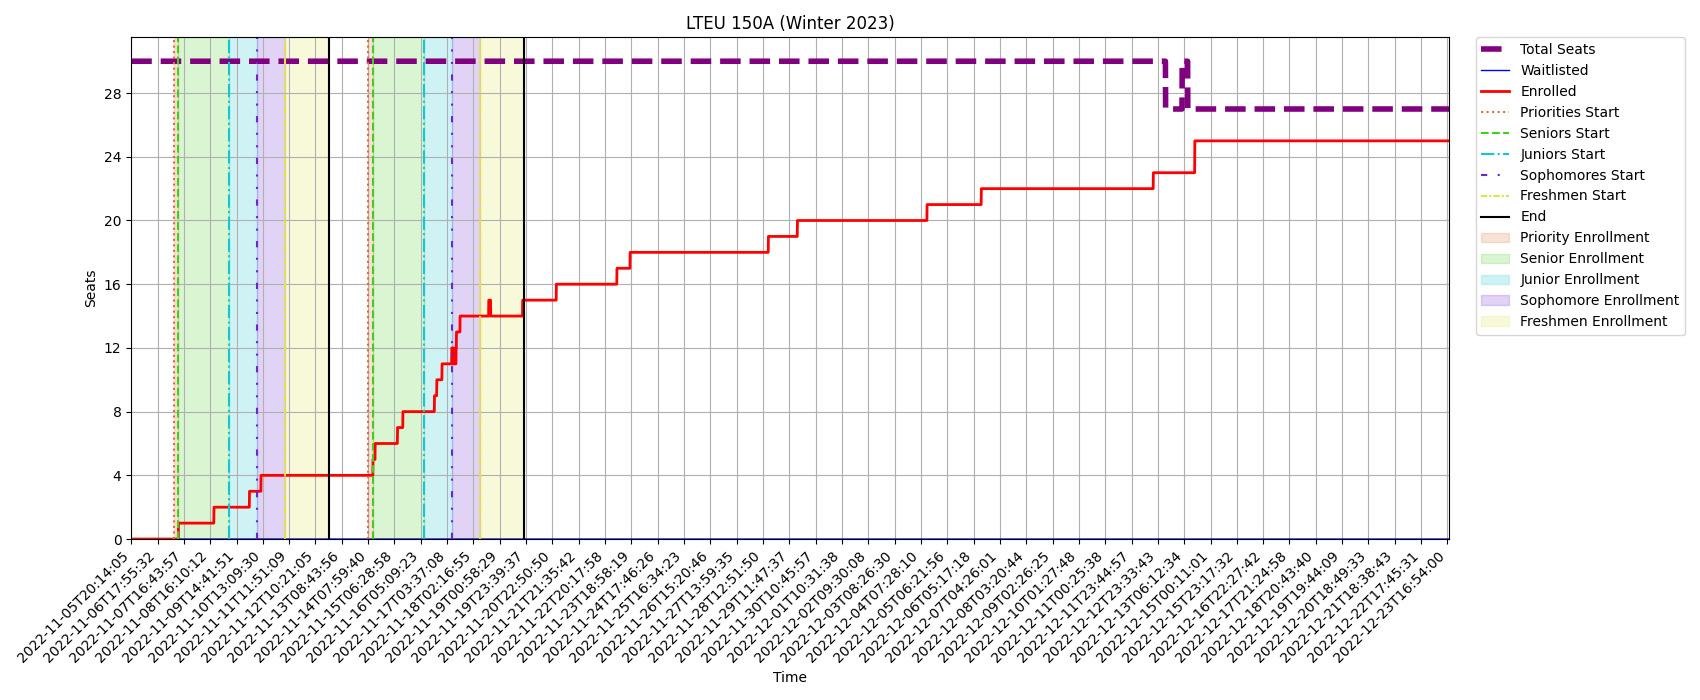 LTEU 150A (Winter 2023)
Total Seats
Waitlisted
Enrolled
Priorities Start
Seniors Start
Juniors Start
Sophomores Start
Freshmen Start
End
Priority Enrollment
Senior Enrollment
Junior Enrollment
Sophomore Enrollment
Freshmen Enrollment
Seats
28
24
20
16
12
8
4
0
2022-11-05T20:14:05
2022-11-06T17:55:32
2022-11-07T16:43:57
2022-11-08T16:10:12
2022-11-09T14:41:51
2022-11-10T13:09:30
2022-11-11T11:51:09
2022-11-12T10:21:05
2022-11-13T08:43:56
2022-11-14T07:59:40
2022-11-15T06:28:58
2022-11-16T05:09:23
2022-11-17T03:37:08
2022-11-18T02:16:55
2022-11-19T00:58:29
2022-11-19T23:39:37
2022-11-20T22:50:50
2022-11-21T21:35:42
2022-11-22T20:17:58
2022-11-23T18:58:19
2022-11-24T17:46:26
2022-11-25T16:34:23
2022-11-26T15:20:46
2022-11-27T13:59:35
2022-11-28T12:51:50
2022-11-29T11:47:37
2022-11-30T10:45:57
2022-12-01T10:31:38
2022-12-02T09:30:08
2022-12-03T08:26:30
2022-12-04T07:28:10
2022-12-05T06:21:56
2022-12-06T05:17:18
2022-12-07T04:26:01
2022-12-08T03:20:44
2022-12-09T02:26:25
2022-12-10T01:27:48
2022-12-11T00:25:38
2022-12-11T23:44:57
2022-12-12T23:33:43
2022-12-13T06:12:34
2022-12-15T00:11:01
2022-12-15T23:17:32
2022-12-16T22:27:42
2022-12-17T21:24:58
2022-12-18T20:43:40
2022-12-19T19:44:09
2022-12-20T18:49:33
2022-12-21T18:38:43
2022-12-22T17:45:31
2022-12-23T16:54:00
Time